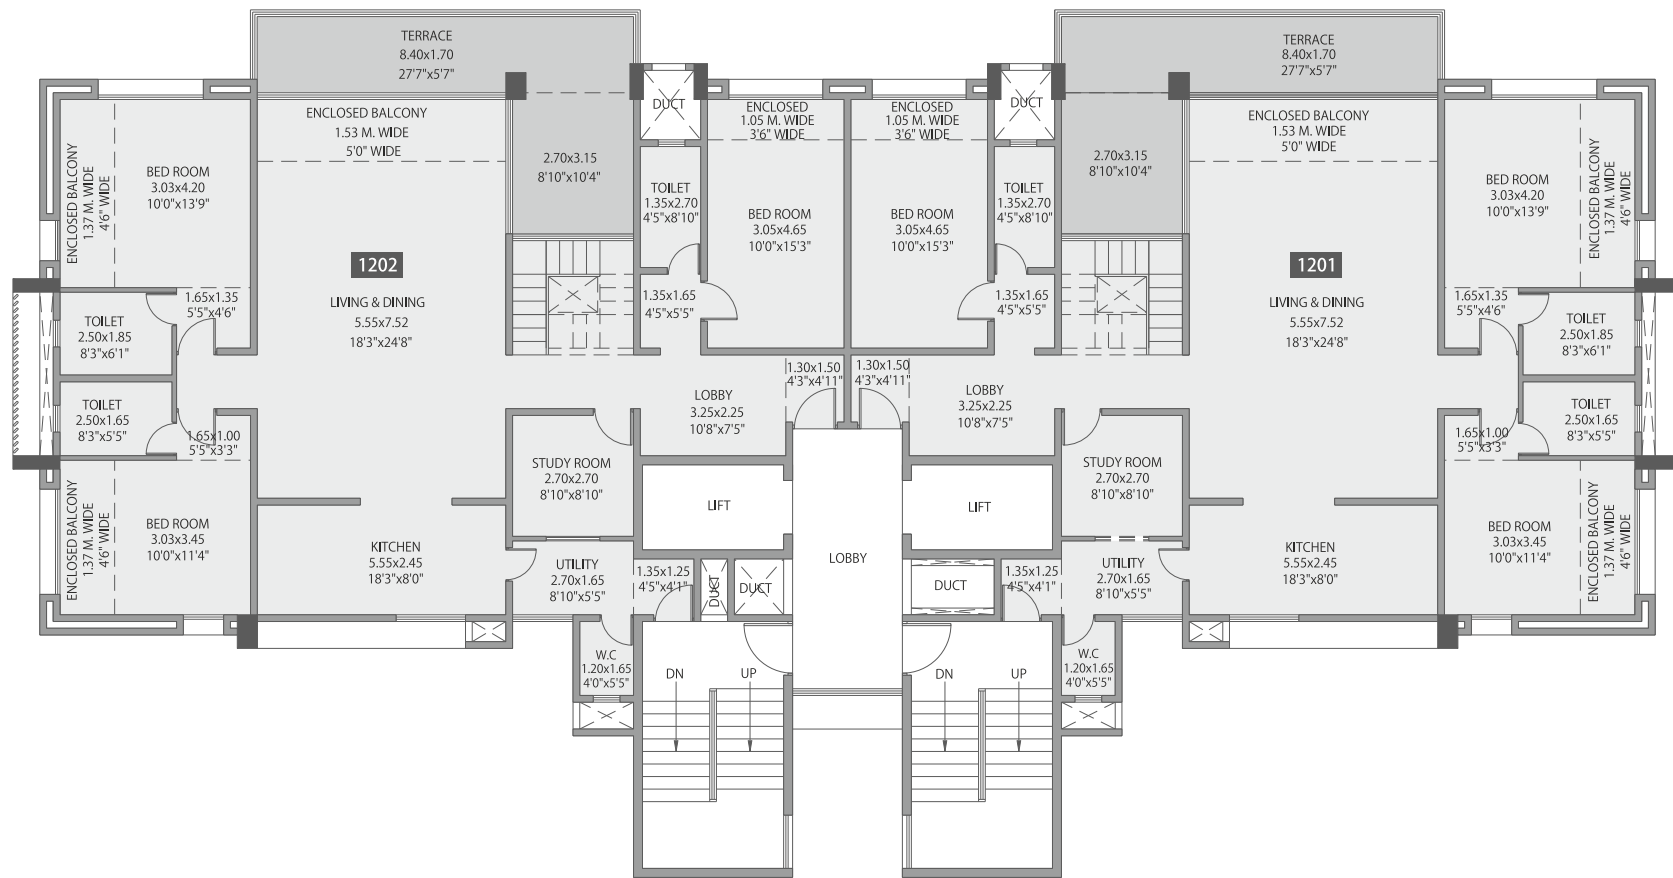 TERRACE
8.40x1.70
27'7"x5'7"
ENCLOSED BALCONY
1.53 M. WIDE
5'0" WIDE
2.70x3.15
8'10"x10'4"
DUCT
ENCLOSED
1.05 M. WIDE
3'6" WIDE
BED ROOM
3.03x4.20
10'0"x13'9"
ENCLOSED BALCONY
1.37 M. WIDE
4'6" WIDE
TOILET
1.35x2.70
4'5"x8'10"
BED ROOM
3.05x4.65
10'0"x15'3"
1202
LIVING & DINING
5.55x7.52
18'3"x24'8"
1.65x1.35
5'5"x4'6"
1.35x1.65
4'5"x5'5"
TOILET
2.50x1.85
8'3"x6'1"
TOILET
2.50x1.65
8'3"x5'5"
1.65x1.00
5'5"x3'3"
LOBBY
3.25x2.25
10'8"x7'5"
1.30x1.50
4'3"x4'11"
STUDY ROOM
2.70x2.70
8'10"x8'10"
LIFT
ENCLOSED BALCONY
1.37 M. WIDE
4'6" WIDE
BED ROOM
3.03x3.45
10'0"x11'4"
KITCHEN
5.55x2.45
18'3"x8'0"
UTILITY
2.70x1.65
8'10"x5'5"
1.35x1.25
4'5"x4'1"
DUCT
DUCT
W.C
1.20x1.65
4'0"x5'5"
DN
UP
LOBBY
TERRACE
8.40x1.70
27'7"x5'7"
ENCLOSED
1.05 M. WIDE
3'6" WIDE
DUCT
2.70x3.15
8'10"x10'4"
ENCLOSED BALCONY
1.53 M. WIDE
5'0" WIDE
BED ROOM
3.05x4.65
10'0"x15'3"
TOILET
1.35x2.70
4'5"x8'10"
BED ROOM
3.03x4.20
10'0"x13'9"
ENCLOSED BALCONY
1.37 M. WIDE
4'6" WIDE
1201
LIVING & DINING
5.55x7.52
18'3"x24'8"
1.35x1.65
4'5"x5'5"
1.65x1.35
5'5"x4'6"
TOILET
2.50x1.85
8'3"x6'1"
1.30x1.50
4'3"x4'11"
LOBBY
3.25x2.25
10'8"x7'5"
TOILET
2.50x1.65
8'3"x5'5"
1.65x1.00
5'5"x3'3"
LIFT
STUDY ROOM
2.70x2.70
8'10"x8'10"
BED ROOM
3.03x3.45
10'0"x11'4"
ENCLOSED BALCONY
1.37 M. WIDE
4'6" WIDE
DUCT
1.35x1.25
4'5"x4'1"
UTILITY
2.70x1.65
8'10"x5'5"
KITCHEN
5.55x2.45
18'3"x8'0"
W.C
1.20x1.65
4'0"x5'5"
DN
UP